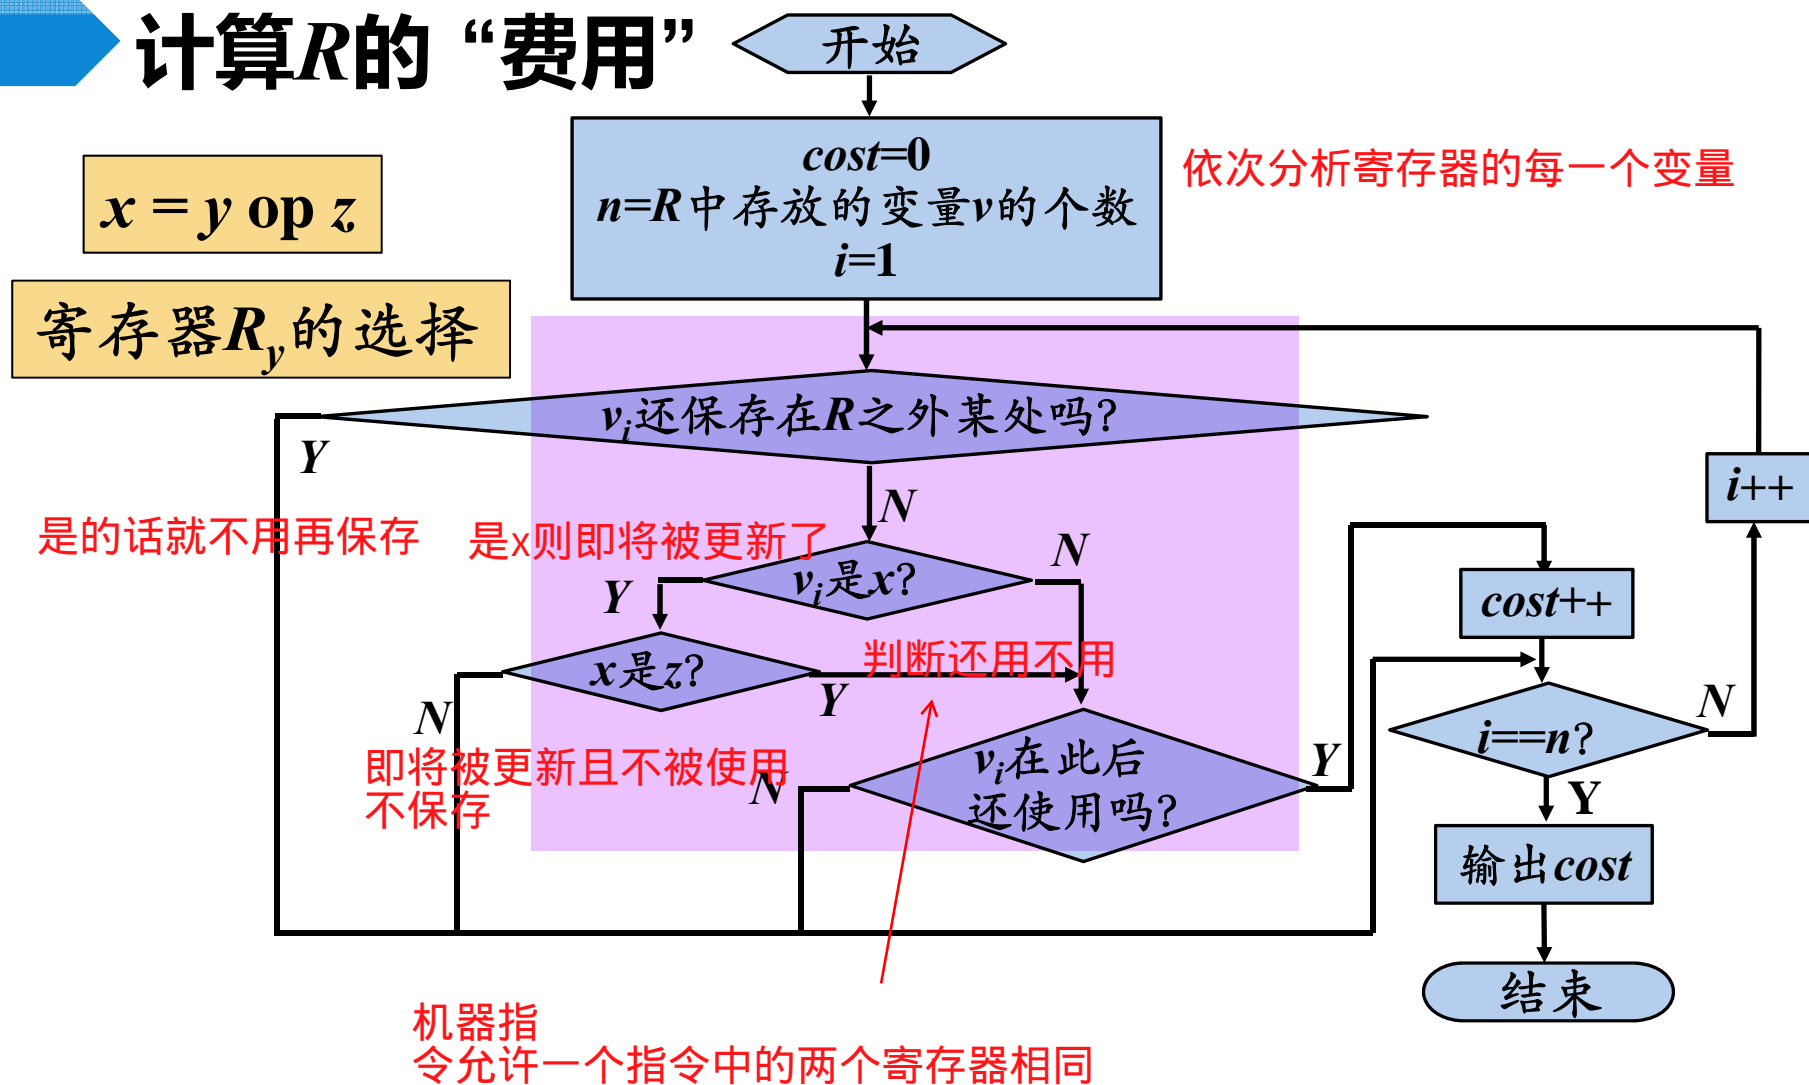 计算R的“费用”
开始
cost=0
n=R中存放的变量v的个数
i=1
依次分析寄存器的每一个变量
x = y op z
寄存器Ry的选择
vi还保存在R之外某处吗?
Y
N
i++
是的话就不用再保存
是x则即将被更新了
vi是x?
Y
N
cost++
x是z?
判断还用不用
N
Y
i==n?
N
即将被更新且不被使用
不保存
vi在此后
还使用吗?
N
Y
Y
输出cost
结束
机器指
令允许一个指令中的两个寄存器相同